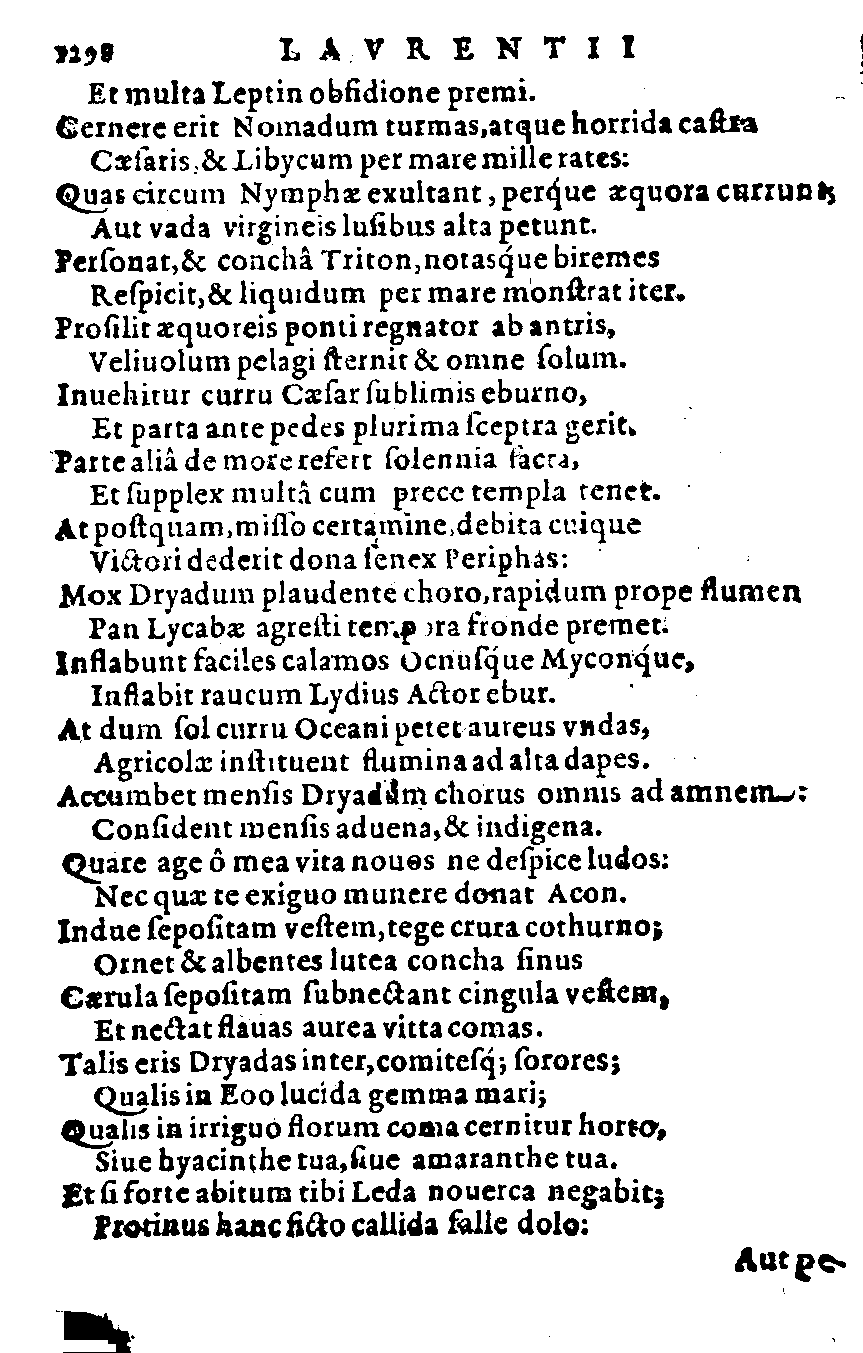 1298 LAVRENTII
Et multa Leptin obſidione premi.
Cernere erit Nomadum turmas,atque horrida caſtra
Cæſaris,& Libycum per mare mille rates:
Quas circum Nymphæ exultant, perq́ue æquora currunt;
Aut vada virgineis luſibus alta petunt.
Perſonat,& conchâ Triton,notasq́ue biremes
Reſpicit,& liquidum per mare monſtrat iter.
Proſilit æquoreis ponti regnator ab antris,
Veliuolum pelagi ſternit & omne ſolum.
Inuehitur curru Cæſar ſublimis eburno,
Et parta ante pedes plurima ſceptra gerit.
Parte aliâ de more refert ſolennia ſacra,
Et ſupplex multâ cum prece templa tenet.
At poſtquam,miſſo certamine,debita cuique
Victori dederit dona ſenex Periphas:
Mox Dryadum plaudente choro,rapidum prope flumen
Pan Lycabæ agreſti tempora fronde premet.
Inflabunt faciles calamos Ocnuſq́ue Myconq́ue,
Inflabit raucum Lydius Actor ebur.
At dum ſol curru Oceani petet aureus vndas,
Agricolæ inſtituent flumina ad alta dapes.
Accumbet menſis Dryadum chorus omnis ad amnem:
Conſident menſis aduena,& indigena.
Quare age ô mea vita nouos ne deſpice ludos:
Nec quæ te exiguo munere donat Acon.
Indue ſepoſitam veſtem,tege crura cothurno;
Ornet & albentes lutea concha ſinus
Cærula ſepoſitam ſubnectant cingula veſtem,
Et nectat flauas aurea vitta comas.
Talis eris Dryadas inter,comiteſq́; ſorores;
Qualis in Eoo lucida gemma mari;
Qualis in irriguo florum coma cernitur horto,
Siue hyacinthe tua,ſiue amaranthe tua.
Et ſi forte abitum tibi Leda nouerca negabit;
Protinus hanc ficto callida falle dolo:
Aut pe-